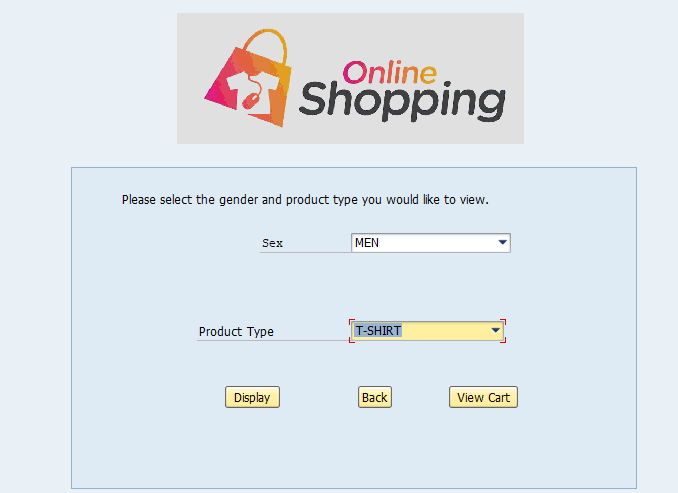 Online
Shopping
Please select the gender and product type you would like to view.
Sex MEN
Product Type T-SHIRT
Display Back View Cart